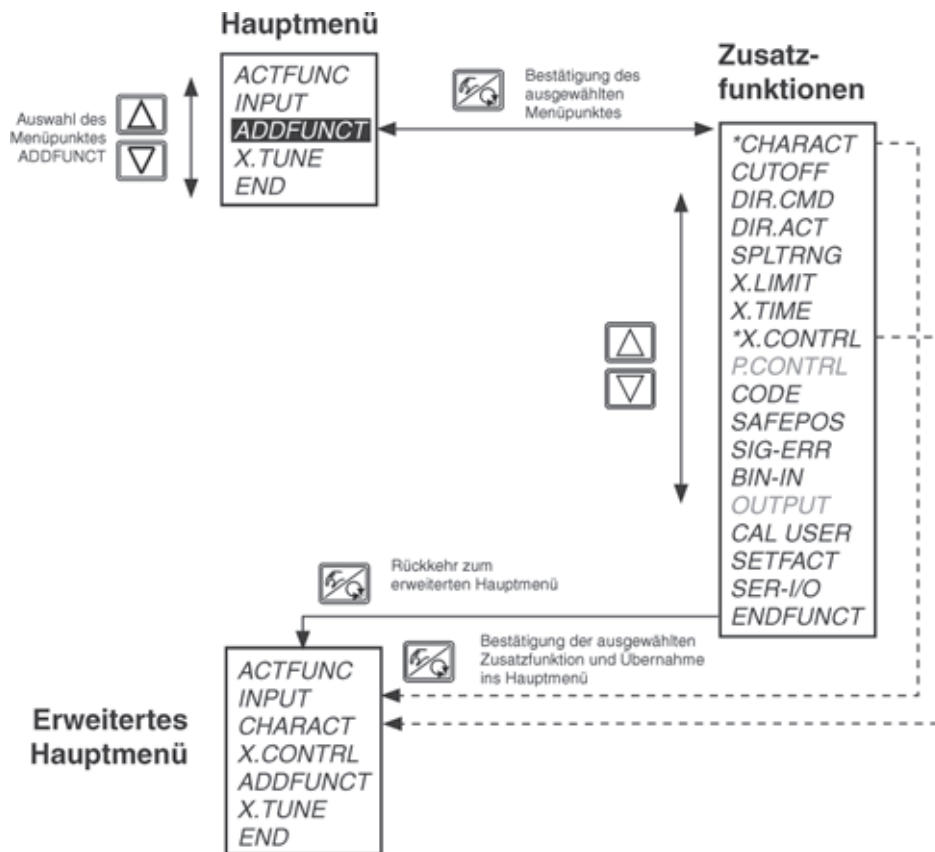 Hauptmenü
ACTFUNC
INPUT
ADDFUNCT
X.TUNE
END
Auswahl des
Menüpunktes
ADDFUNCT
Bestätigung des
ausgewählten
Menüpunktes
Zusatz-
funktionen
*CHARACT
CUTOFF
DIR.CMD
DIR.ACT
SPLTRNG
X.LIMIT
X.TIME
*X.CONTRL
P.CONTRL
CODE
SAFEPOS
SIG-ERR
BIN-IN
OUTPUT
CAL USER
SETFACT
SER-I/O
ENDFUNCT
Rückkehr zum
erweiterten Hauptmenü
Bestätigung der ausgewählten
Zusatzfunktion und Übernahme
ins Hauptmenü
Erweitertes
Hauptmenü
ACTFUNC
INPUT
CHARACT
X.CONTRL
ADDFUNCT
X.TUNE
END